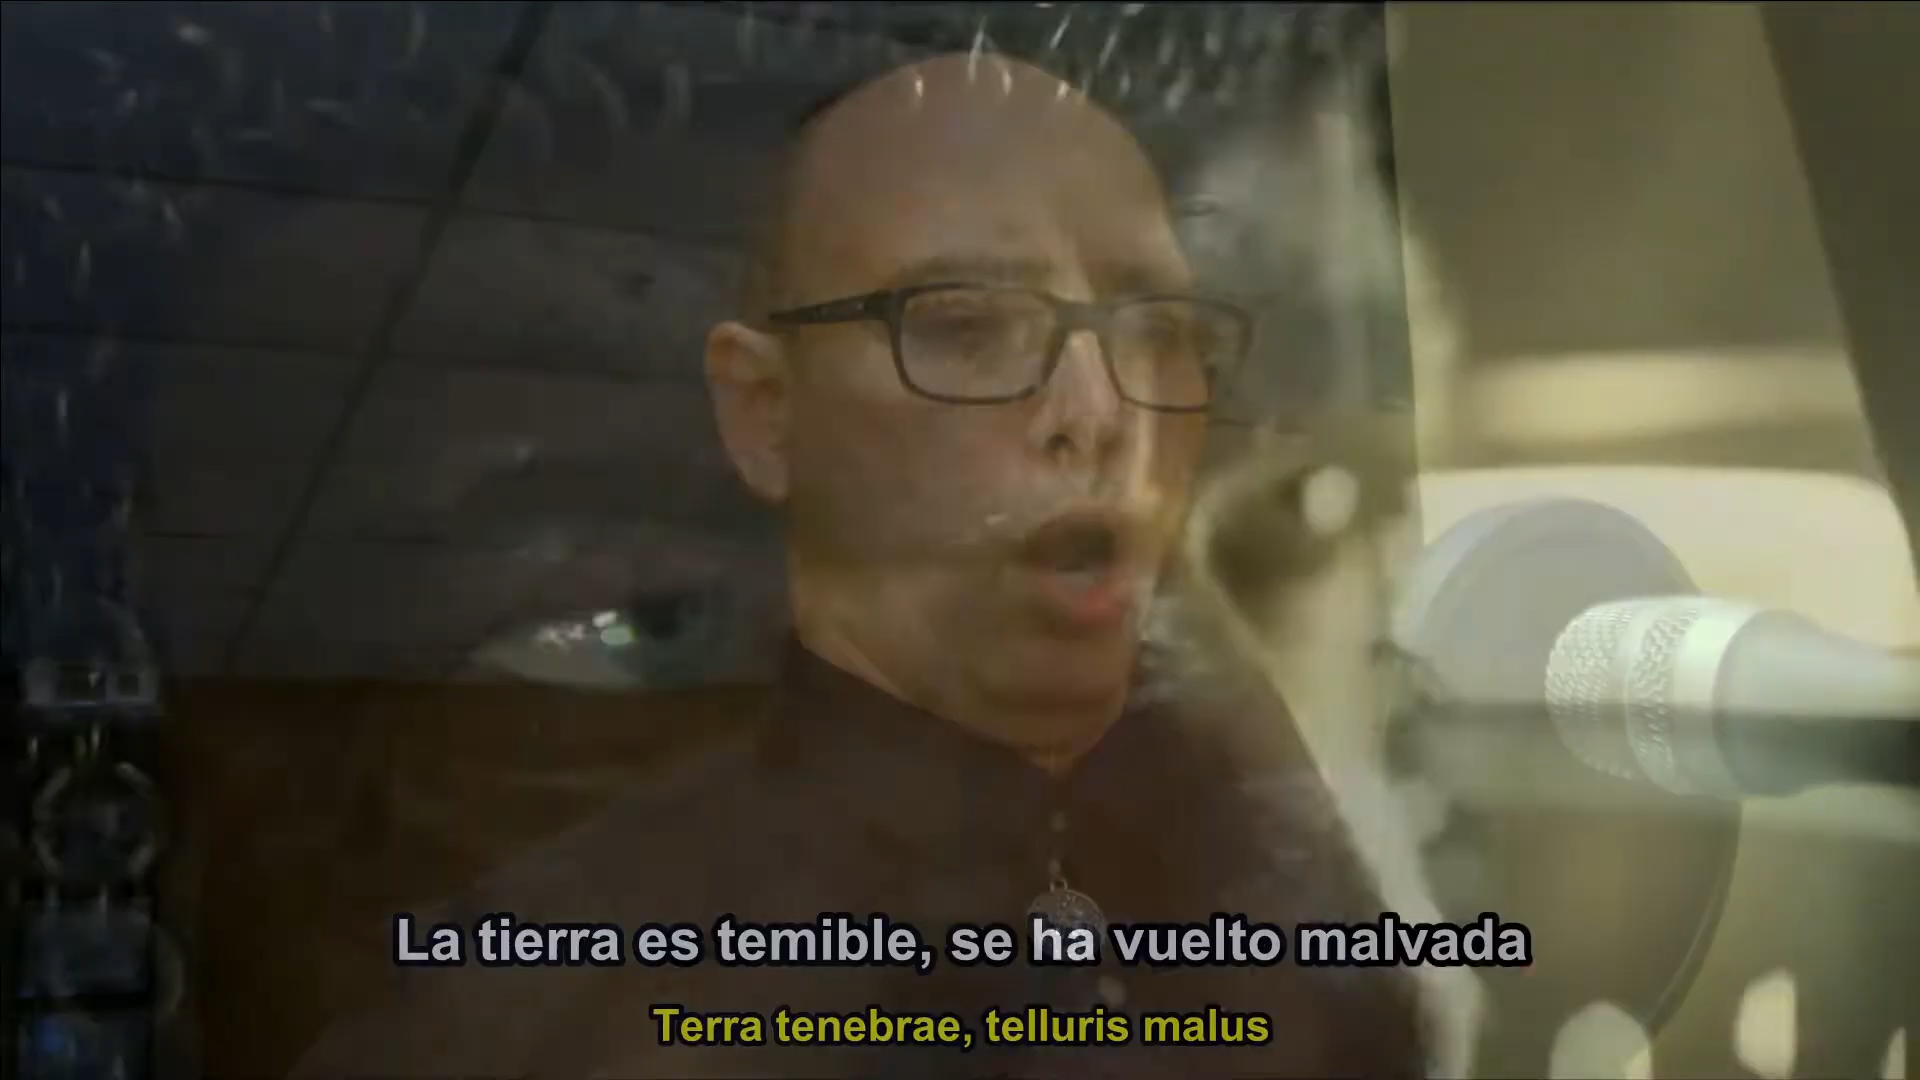 La tierra es temible, se ha vuelto malvada
Terra tenebrae, telluris malus